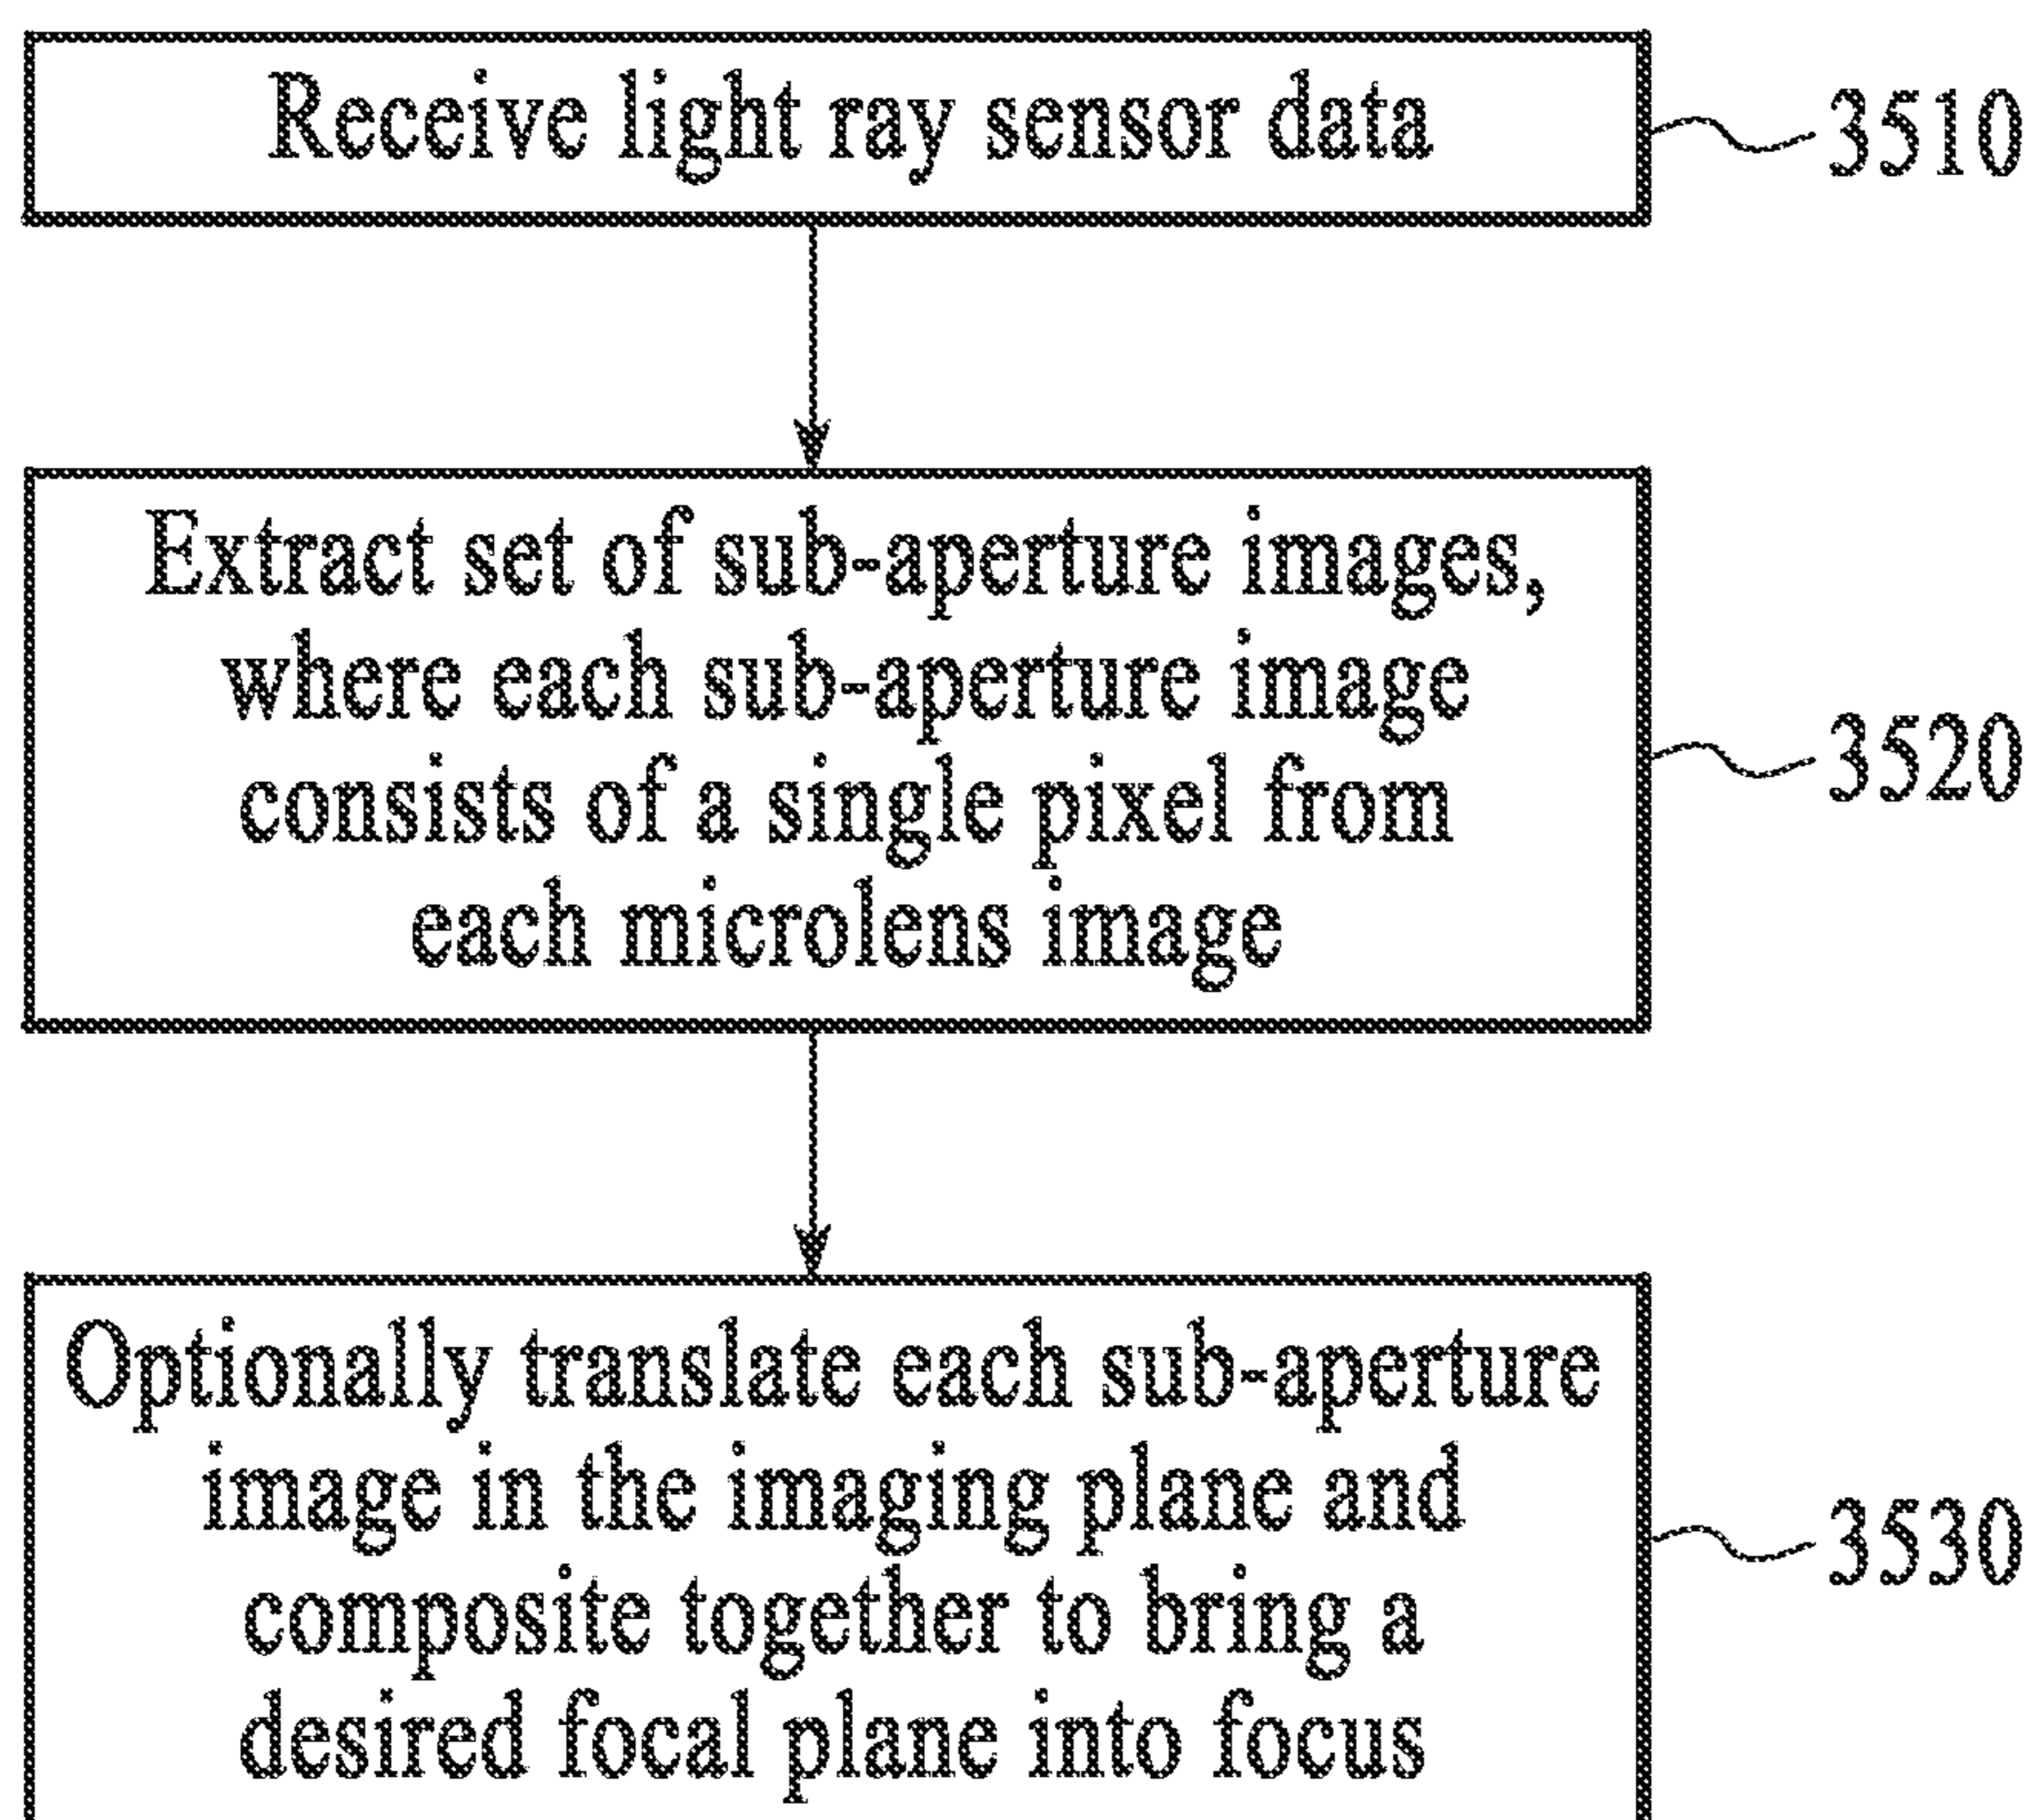 Receive light ray sensor data
3510
Extract set of sub-aperture images,
where each sub-aperture image
consists of a single pixel from
each microlens image
3520
Optionally translate each sub-aperture
image in the imaging plane and
composite together to bring a
desired focal plane into focus
3530